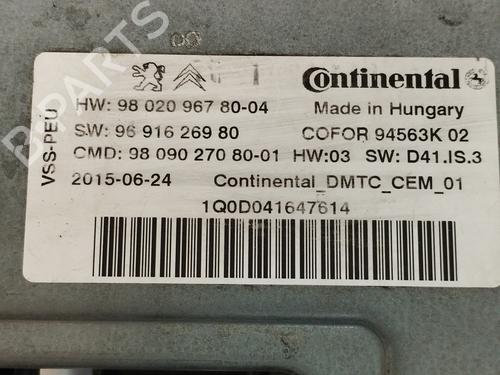 Continental
HW: 98 020 967 80-04
Made in Hungary
SW: 96 916 269 80
COFOR 94563K 02
CMD: 98 090 270 80-01
HW:03
SW: D41.IS.3
2015-06-24
Continental_DMTC_CEM_01
1Q0D041647614
VSS-PEU
B-PARTS